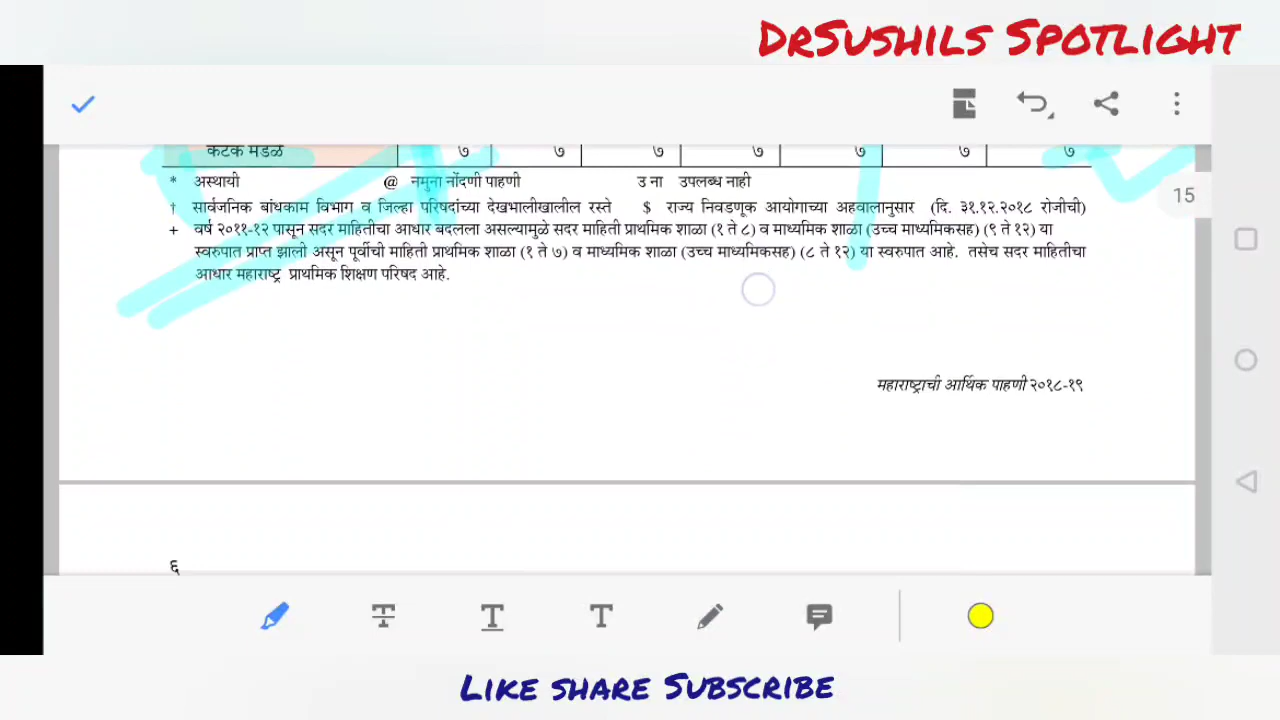 DrSushils Spotlight
कटक मंडळे ७ ७ ७ ७ ७ ७ ७
15
* अस्थायी @ नमुना नोंदणी पाहणी उ ना उपलब्ध नाही
† सार्वजनिक बांधकाम विभाग व जिल्हा परिषदांच्या देखभालीखालील रस्ते $ राज्य निवडणूक आयोगाच्या अहवालानुसार (दि. ३१.१२.२०१८ रोजीची)
+ वर्ष २०११-१२ पासून सदर माहितीचा आधार बदलला असल्यामुळे सदर माहिती प्राथमिक शाळा (१ ते ८) व माध्यमिक शाळा (उच्च माध्यमिकसह) (९ ते १२) या
स्वरुपात प्राप्त झाली असून पूर्वीची माहिती प्राथमिक शाळा (१ ते ७) व माध्यमिक शाळा (उच्च माध्यमिकसह) (८ ते १२) या स्वरुपात आहे. तसेच सदर माहितीचा
आधार महाराष्ट्र प्राथमिक शिक्षण परिषद आहे.
महाराष्ट्राची आर्थिक पाहणी २०१८-१९
६
Like share Subscribe